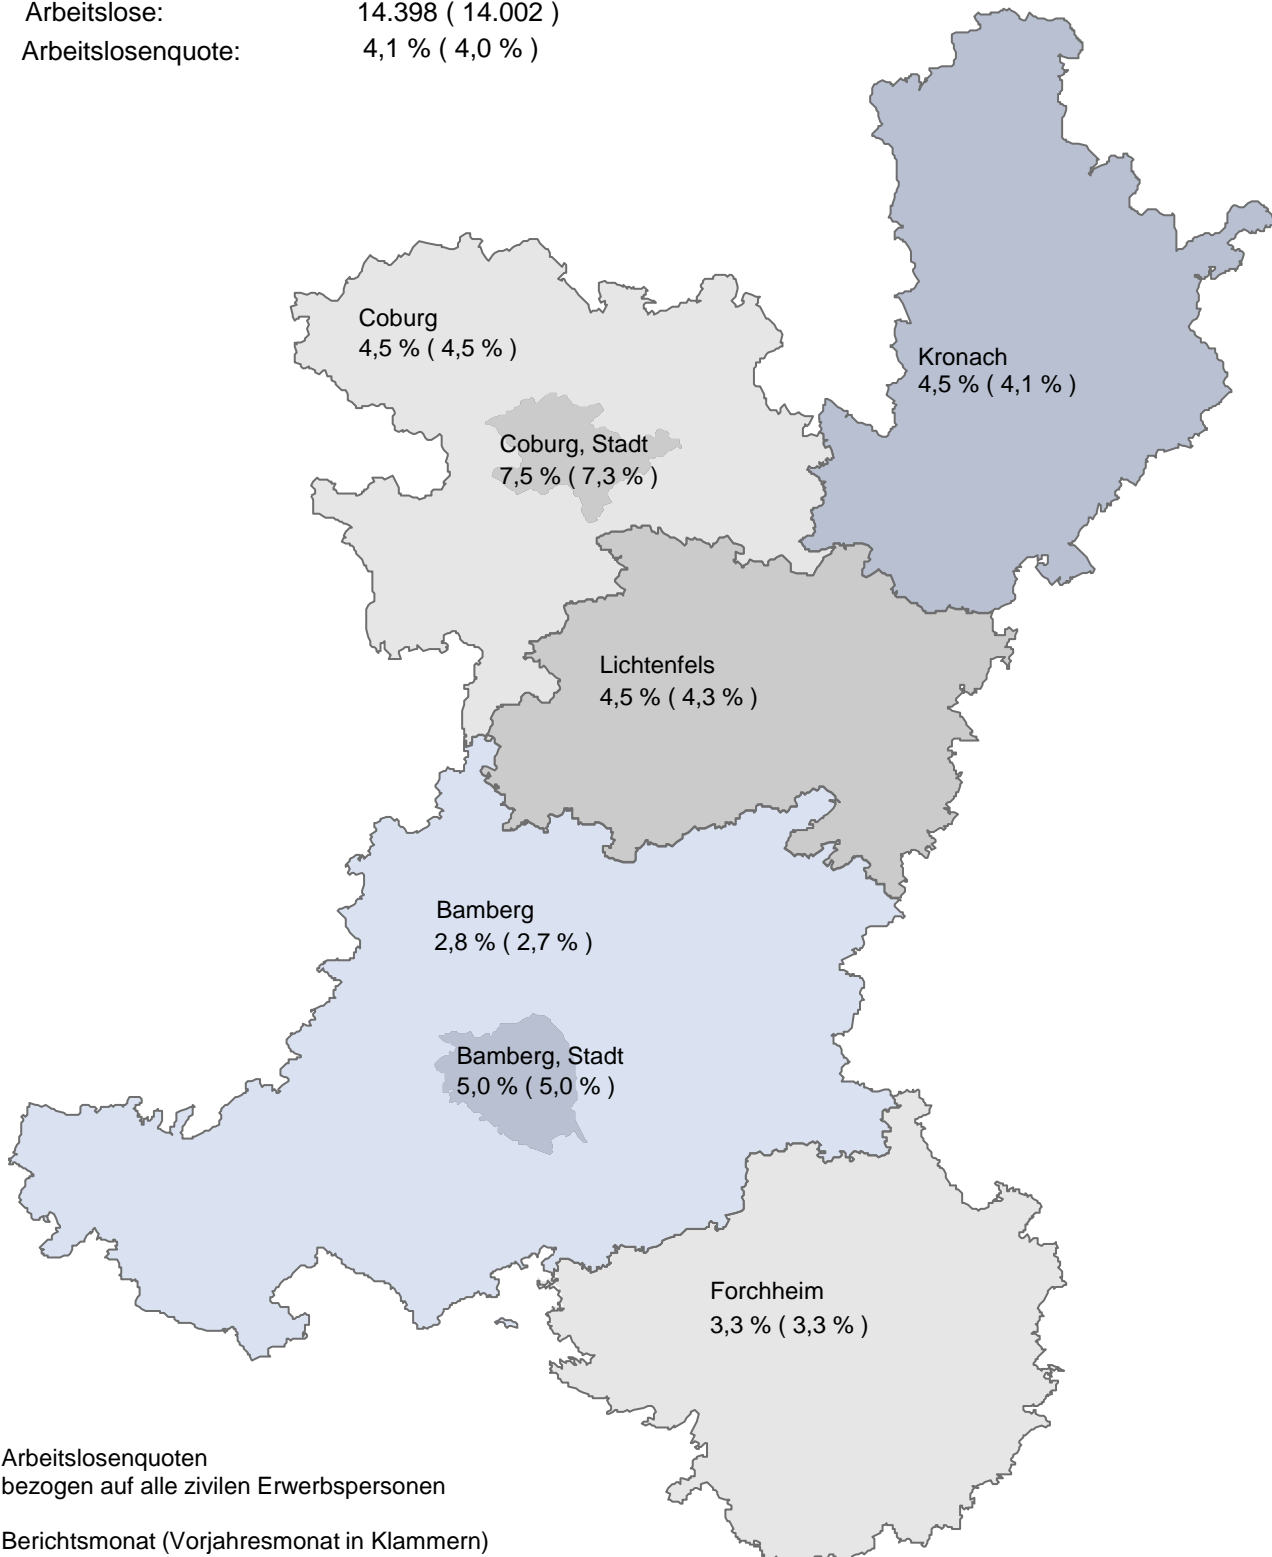 Arbeitslose: 14.398 ( 14.002 )
Arbeitslosenquote: 4,1 % ( 4,0 % )
Coburg
4,5 % ( 4,5 % )
Kronach
4,5 % ( 4,1 % )
Coburg, Stadt
7,5 % ( 7,3 % )
Lichtenfels
4,5 % ( 4,3 % )
Bamberg
2,8 % ( 2,7 % )
Bamberg, Stadt
5,0 % ( 5,0 % )
Forchheim
3,3 % ( 3,3 % )
Arbeitslosenquoten
bezogen auf alle zivilen Erwerbspersonen
Berichtsmonat (Vorjahresmonat in Klammern)